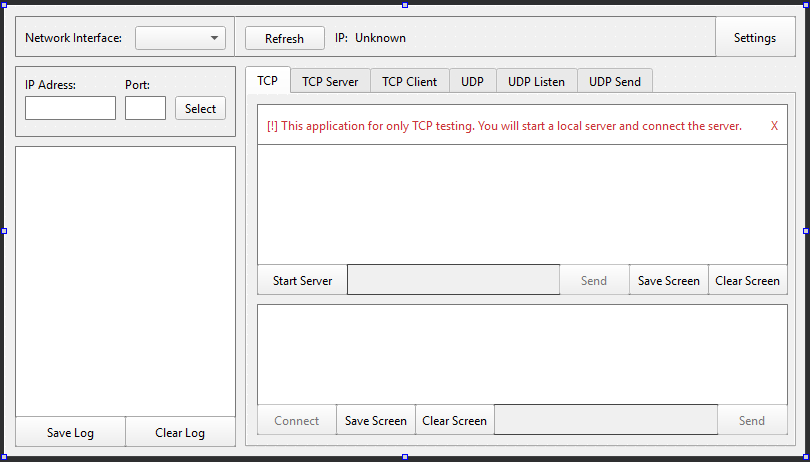 Network Interface: Refresh IP: Unknown Settings
TCP TCP Server TCP Client UDP UDP Listen UDP Send
IP Adress: Port:
Select
[!] This application for only TCP testing. You will start a local server and connect the server. X
Start Server Send Save Screen Clear Screen
Connect Save Screen Clear Screen Send
Save Log Clear Log